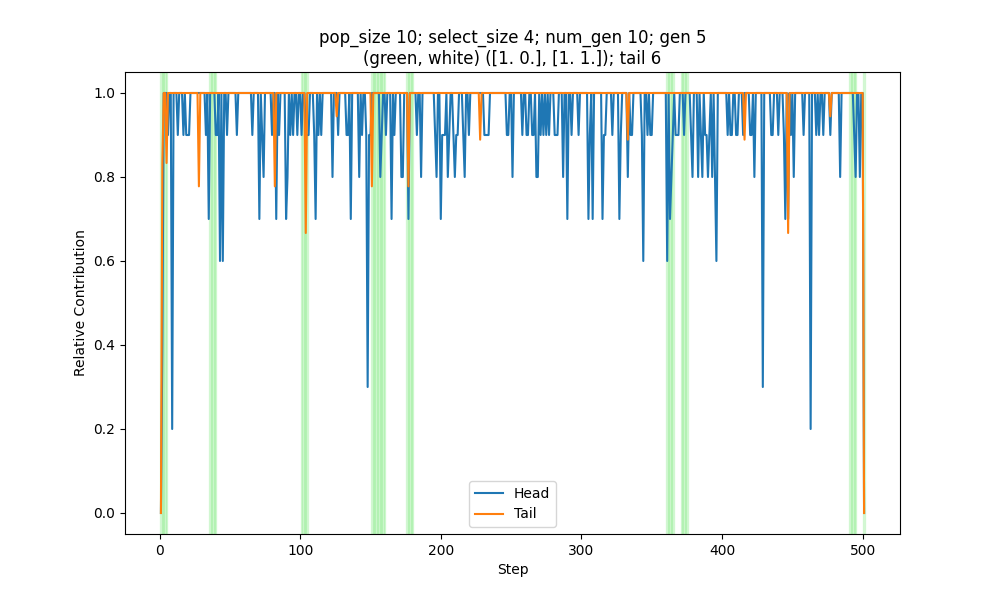 pop_size 10; select_size 4; num_gen 10; gen 5
(green, white) ([1. 0.], [1. 1.]); tail 6
Relative Contribution
1.0
0.8
0.6
0.4
0.2
0.0
Head
Tail
0 100 200 300 400 500
Step